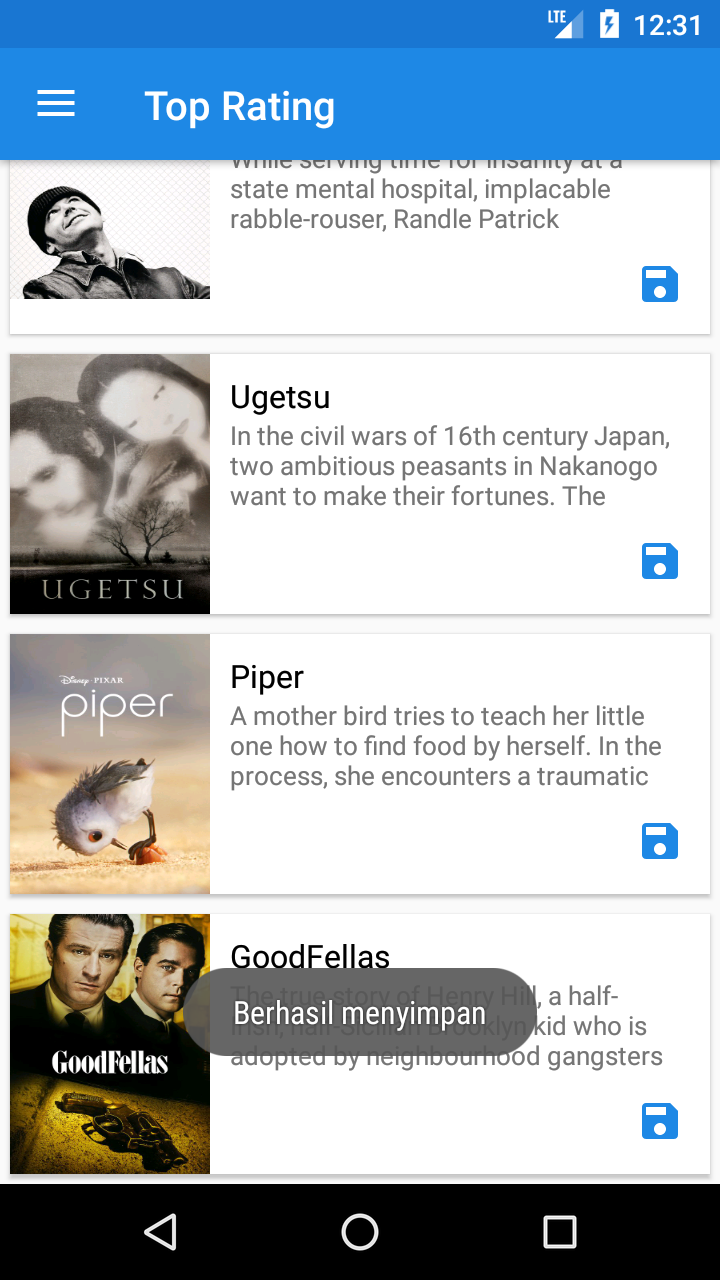 LTE 12:31
Top Rating
While serving time for insanity at a
state mental hospital, implacable
rabble-rouser, Randle Patrick
UGETSU
Ugetsu
In the civil wars of 16th century Japan,
two ambitious peasants in Nakanogo
want to make their fortunes. The
Disney · PIXAR
piper
Piper
A mother bird tries to teach her little
one how to find food by herself. In the
process, she encounters a traumatic
GoodFellas
GoodFellas
The true story of Henry Hill, a half-
Irish, half-Sicilian Brooklyn kid who is
adopted by neighbourhood gangsters
Berhasil menyimpan